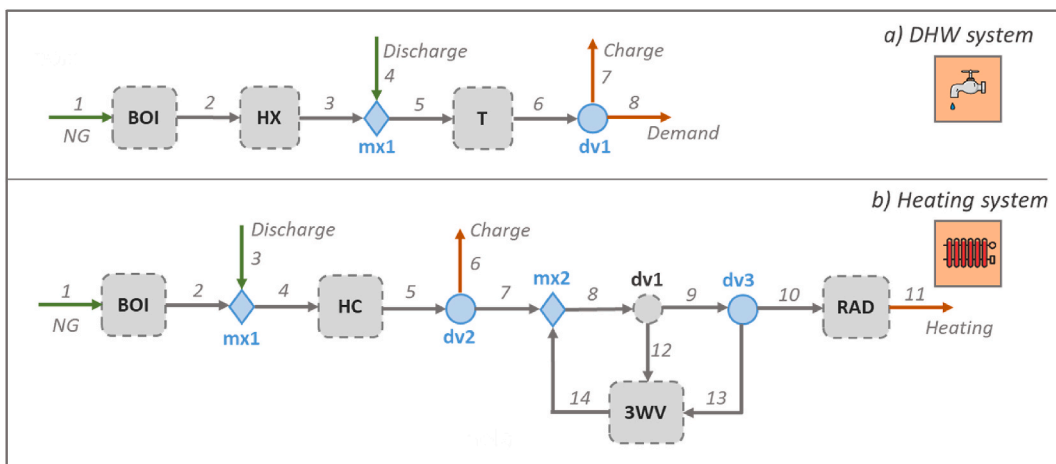 a) DHW system
Discharge
Charge
1
2
3
4
5
6
7
8
NG
BOI
HX
T
Demand
mx1
dv1
b) Heating system
Discharge
Charge
3
6
mx2
dv1
dv3
1
2
4
5
7
8
9
10
11
NG
BOI
HC
RAD
Heating
mx1
dv2
12
14
13
3WV